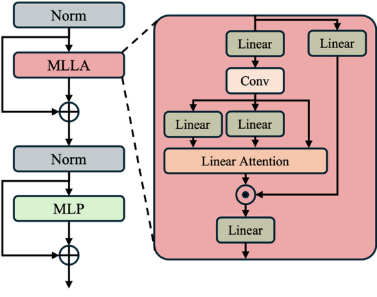 Norm
MLLA
Norm
MLP
Linear
Linear
Conv
Linear
Linear
Linear Attention
Linear